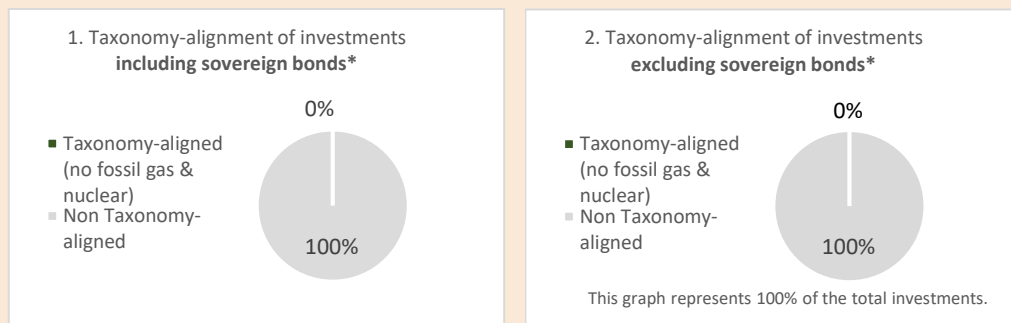 1. Taxonomy-alignment of investments
including sovereign bonds*
0%
Taxonomy-aligned
(no fossil gas &
nuclear)
Non Taxonomy-
aligned
100%
2. Taxonomy-alignment of investments
excluding sovereign bonds*
0%
Taxonomy-aligned
(no fossil gas &
nuclear)
Non Taxonomy-
aligned
100%
This graph represents 100% of the total investments.